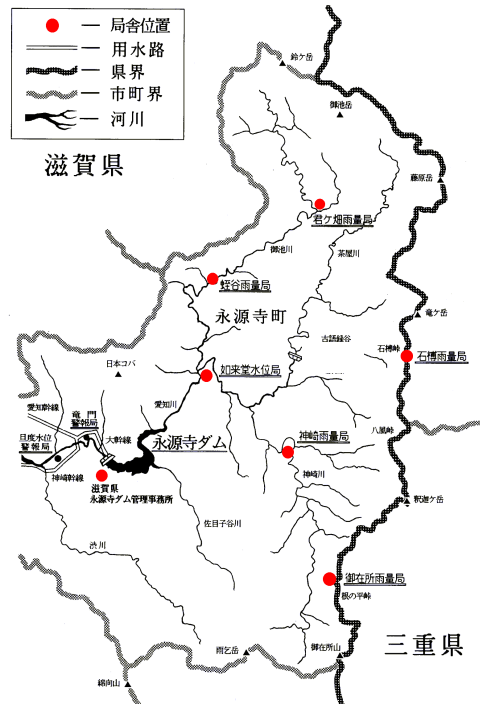 局舎位置
用水路
県界
市町界
河川
滋賀県
鈴ケ岳
御池岳
藤原岳
君ケ畑雨量局
御池川
茶屋川
蛭谷雨量局
永源寺町
竜ケ岳
古語録谷
石榑峠
石榑雨量局
日本コバ
如来堂水位局
愛知川
愛知幹線
竜門
警報局
大幹線
永源寺ダム
旦度水位
警報局
神崎幹線
滋賀県
永源寺ダム管理事務所
神崎雨量局
八風峠
神崎川
釈迦ケ岳
佐目子谷川
渋川
御在所雨量局
根の平峠
三重県
雨乞岳
御在所山
綿向山